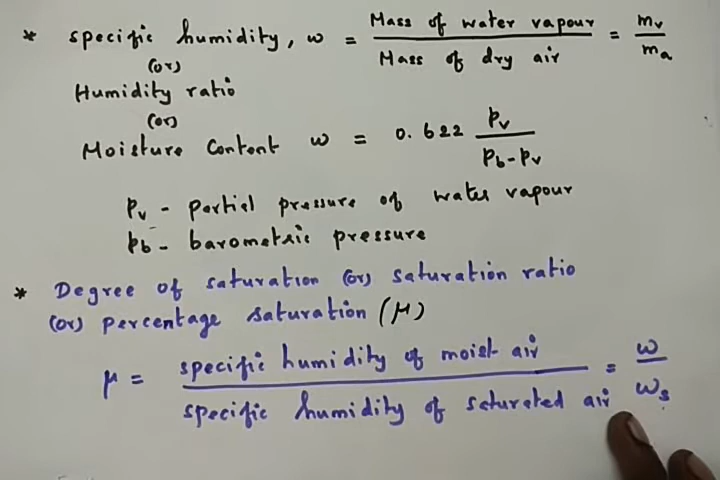 * specific humidity, ω = Mass of water vapour / Mass of dry air = mv / ma
(or)
Humidity ratio
(or)
Moisture Content ω = 0.622 pv / pb - pv
pv - partial pressure of water vapour
pb - barometric pressure
* Degree of saturation (or) saturation ratio
(or) percentage saturation (μ)
μ = specific humidity of moist air / specific humidity of saturated air = ω / ωs